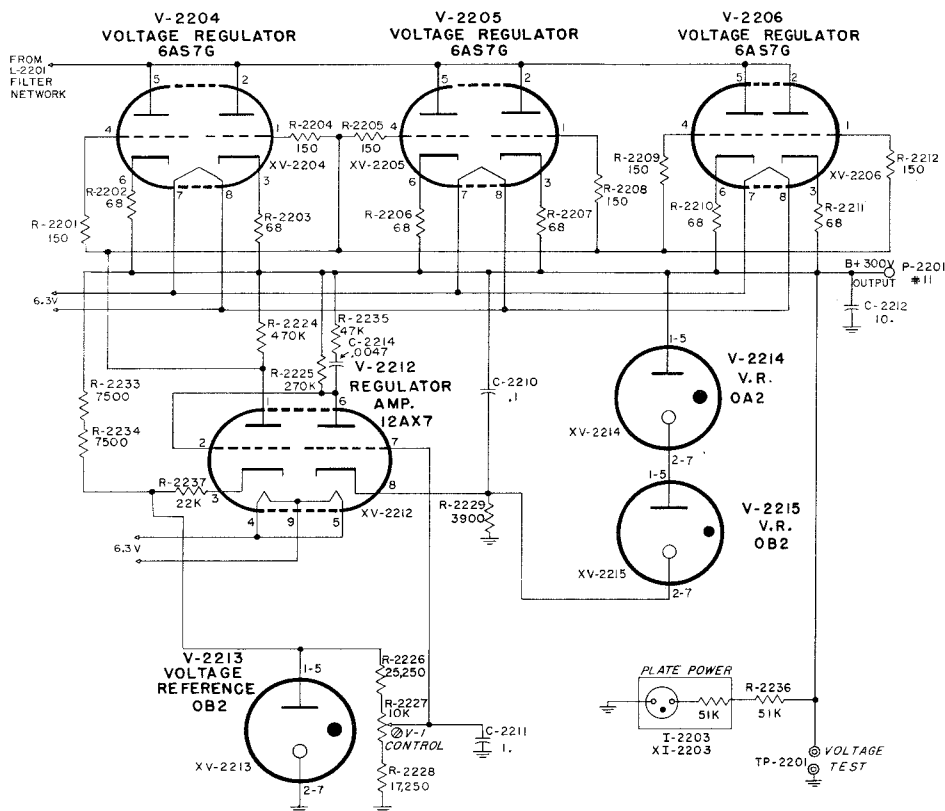 V-2204
VOLTAGE REGULATOR
6AS7G
V-2205
VOLTAGE REGULATOR
6AS7G
V-2206
VOLTAGE REGULATOR
6AS7G
FROM
L-2201
FILTER
NETWORK
5
2
5
2
5
2
4
1
R-2204
150
R-2205
150
4
1
4
1
XV-2204
XV-2205
XV-2206
R-2209
150
R-2212
150
6
7
8
3
6
7
8
3
6
7
8
3
R-2202
68
R-2203
68
R-2201
150
R-2206
68
R-2207
68
R-2208
150
R-2210
68
R-2211
68
B+ 300V
OUTPUT
P-2201
#11
6.3V
C-2212
10.
R-2224
470K
R-2235
47K
C-2214
.0047
R-2225
270K
V-2212
REGULATOR
AMP.
12AX7
R-2233
7500
R-2234
7500
C-2210
.1
1
6
2
7
3
8
4
9
5
XV-2212
R-2237
22K
R-2229
3900
6.3V
1-5
V-2214
V.R.
OA2
XV-2214
2-7
1-5
V-2215
V.R.
OB2
XV-2215
2-7
V-2213
VOLTAGE
REFERENCE
OB2
1-5
XV-2213
2-7
R-2226
25,250
R-2227
10K
V-1
CONTROL
R-2228
17,250
C-2211
1.
PLATE POWER
51K
R-2236
51K
I-2203
XI-2203
TP-2201
VOLTAGE
TEST